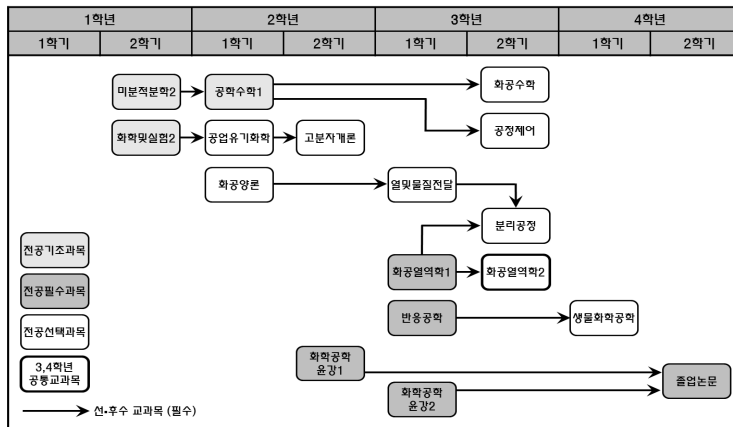 1학년 2학년 3학년 4학년
1학기 2학기 1학기 2학기 1학기 2학기 1학기 2학기
미분적분학2 공학수학1 화공수학
공정제어
화학및실험2 공업유기화학 고분자개론
화공양론 열및물질전달
분리공정
전공기초과목
화공열역학1 화공열역학2
전공필수과목
반응공학 생물화학공학
전공선택과목
화학공학
윤강1
3,4학년
공통교과목
졸업논문
화학공학
윤강2
선·후수 교과목 (필수)